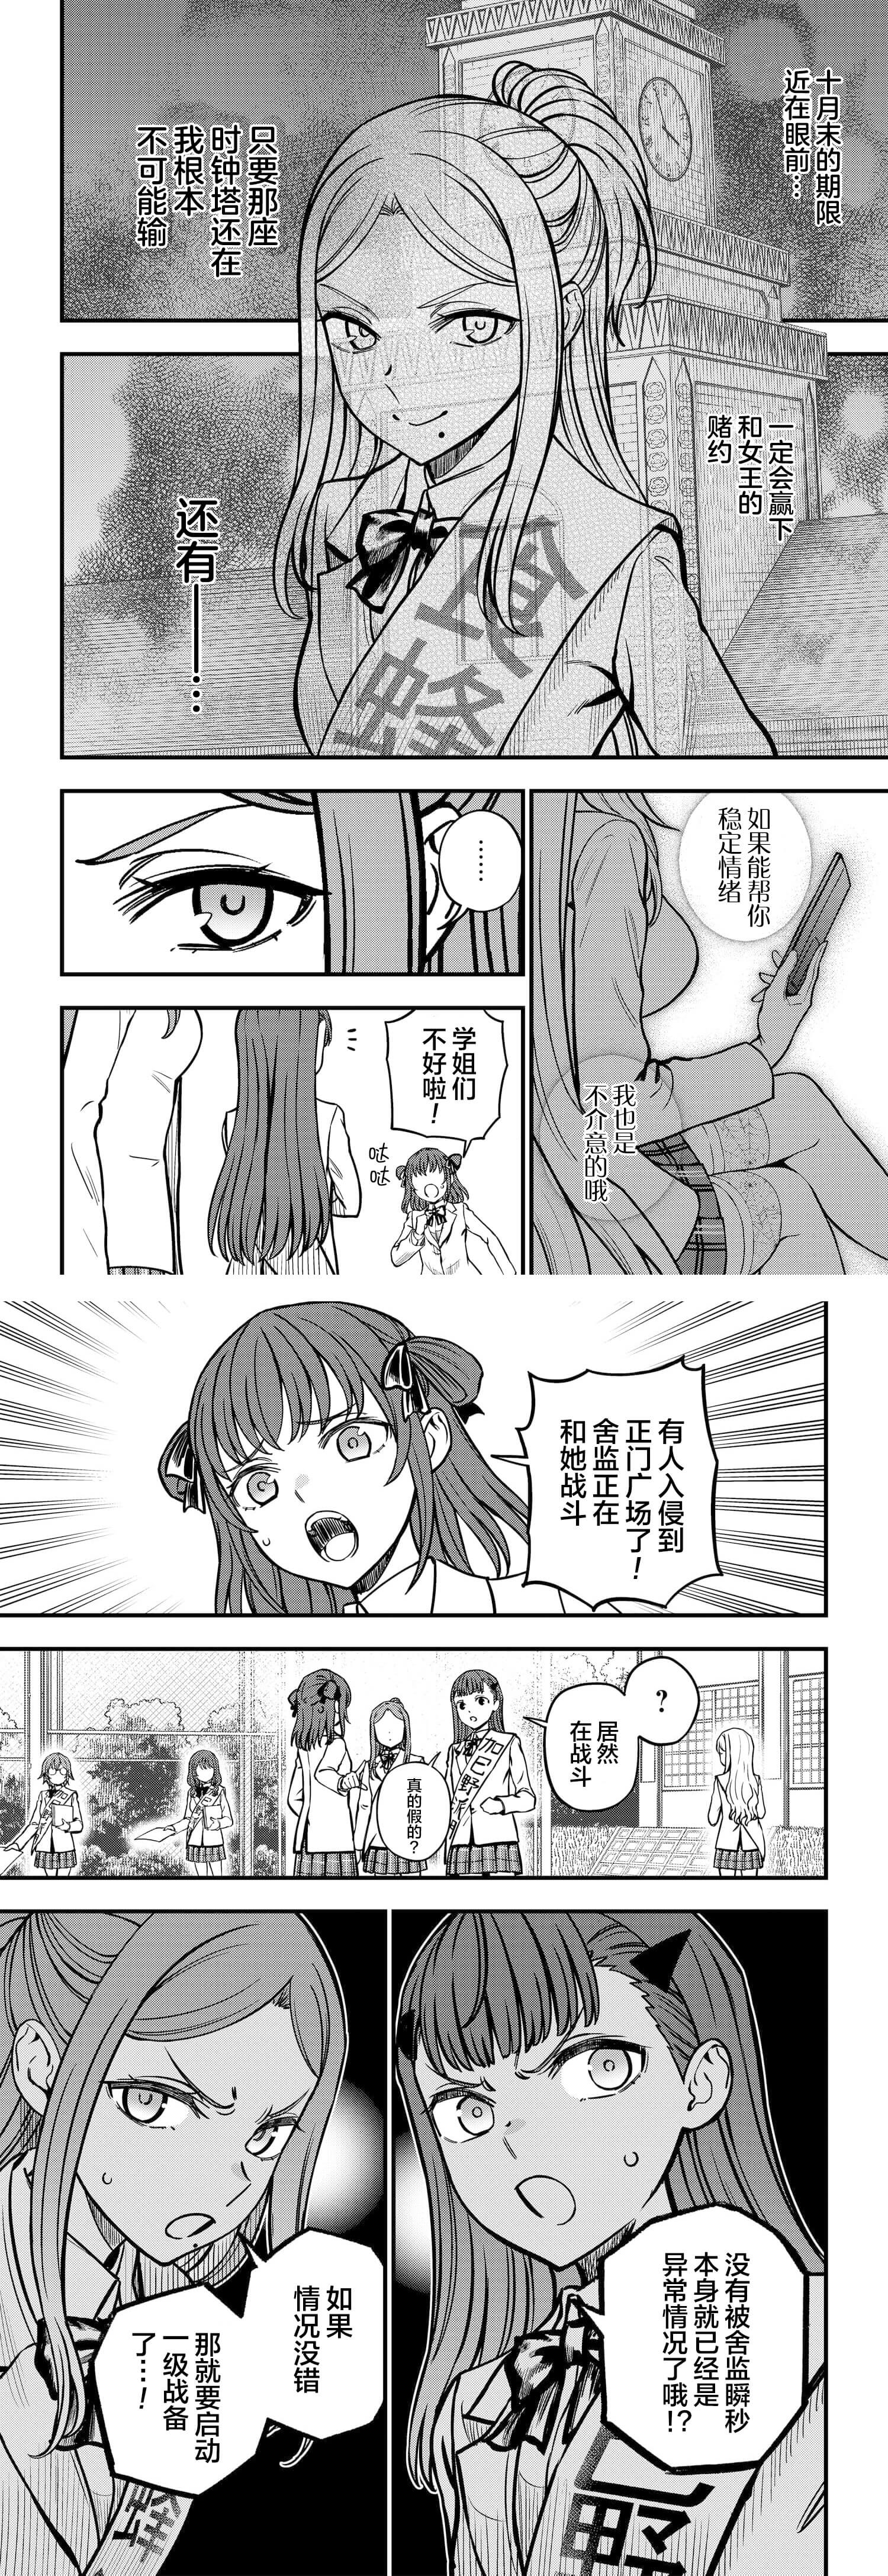 十月末的期限
近在眼前…
只要那座
时钟塔还在
我根本
不可能输
一定会赢下
和女王的
赌约
还有——…
食蜂
如果能帮你
稳定情绪
我也是
不介意的哦
……
学姐们
不好啦！
哒
哒
有人入侵到
正门广场了！
舍监正在
和她战斗
？
居然
在战斗
真的假的？
没有被舍监瞬秒
本身就已经是
异常情况了哦!?
如果
情况没错
那就要启动
一级战备
了…！
蜂